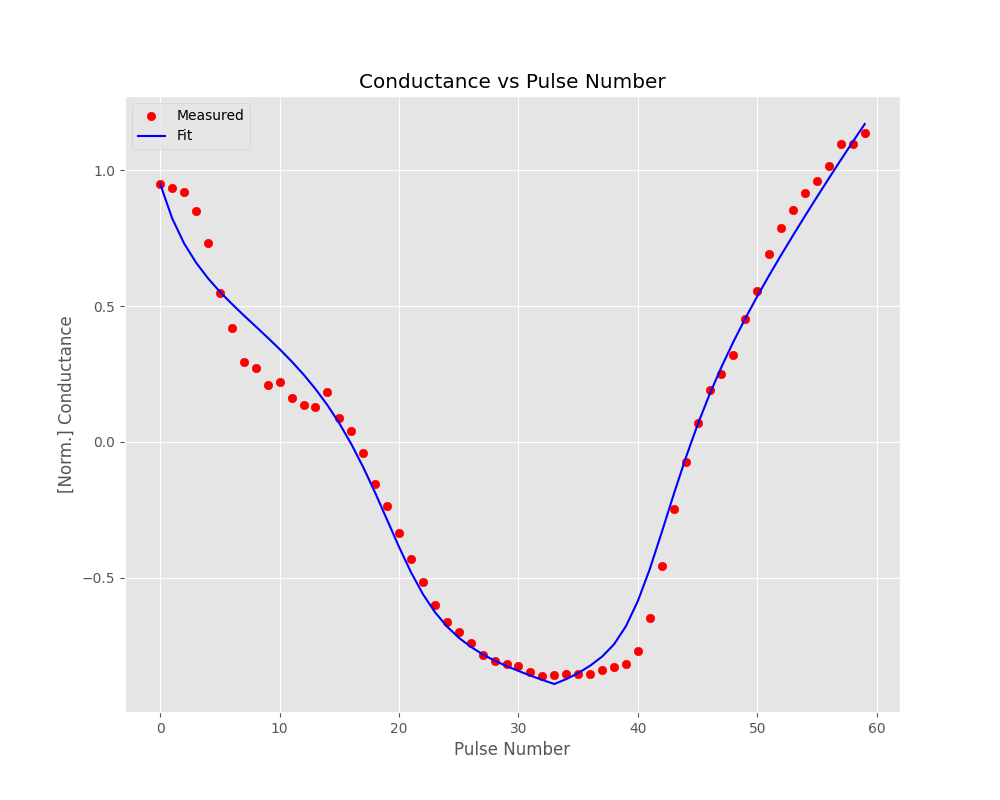 Conductance vs Pulse Number
Measured
Fit
[Norm.] Conductance
1.0
0.5
0.0
−0.5
0 10 20 30 40 50 60
Pulse Number